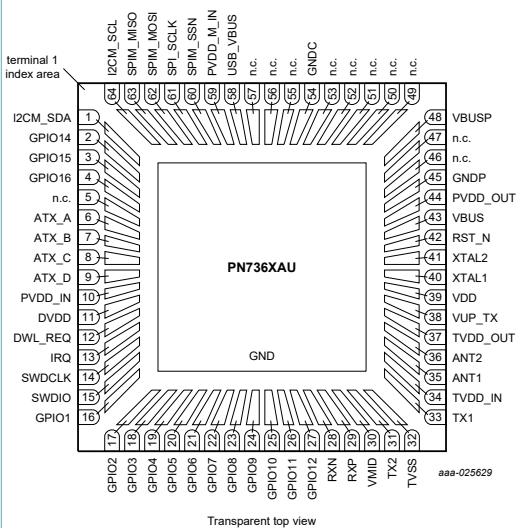 I2CM_SCL
SPIM_MISO
SPIM_MOSI
SPI_SCLK
SPIM_SSN
PVDD_M_IN
USB_VBUS
n.c.
n.c.
n.c.
GNDC
n.c.
n.c.
n.c.
n.c.
n.c.
terminal 1
index area
64 63 62 61 60 59 58 57 56 55 54 53 52 51 50 49
I2CM_SDA 1
GPIO14 2
GPIO15 3
GPIO16 4
n.c. 5
ATX_A 6
ATX_B 7
ATX_C 8
ATX_D 9
PVDD_IN 10
DVDD 11
DWL_REQ 12
IRQ 13
SWDCLK 14
SWDIO 15
GPIO1 16
PN736XAU
GND
48 VBUSP
47 n.c.
46 n.c.
45 GNDP
44 PVDD_OUT
43 VBUS
42 RST_N
41 XTAL2
40 XTAL1
39 VDD
38 VUP_TX
37 TVDD_OUT
36 ANT2
35 ANT1
34 TVDD_IN
33 TX1
17 18 19 20 21 22 23 24 25 26 27 28 29 30 31 32
GPIO2
GPIO3
GPIO4
GPIO5
GPIO6
GPIO7
GPIO8
GPIO9
GPIO10
GPIO11
GPIO12
RXN
RXP
VMID
TX2
TVSS
aaa-025629
Transparent top view